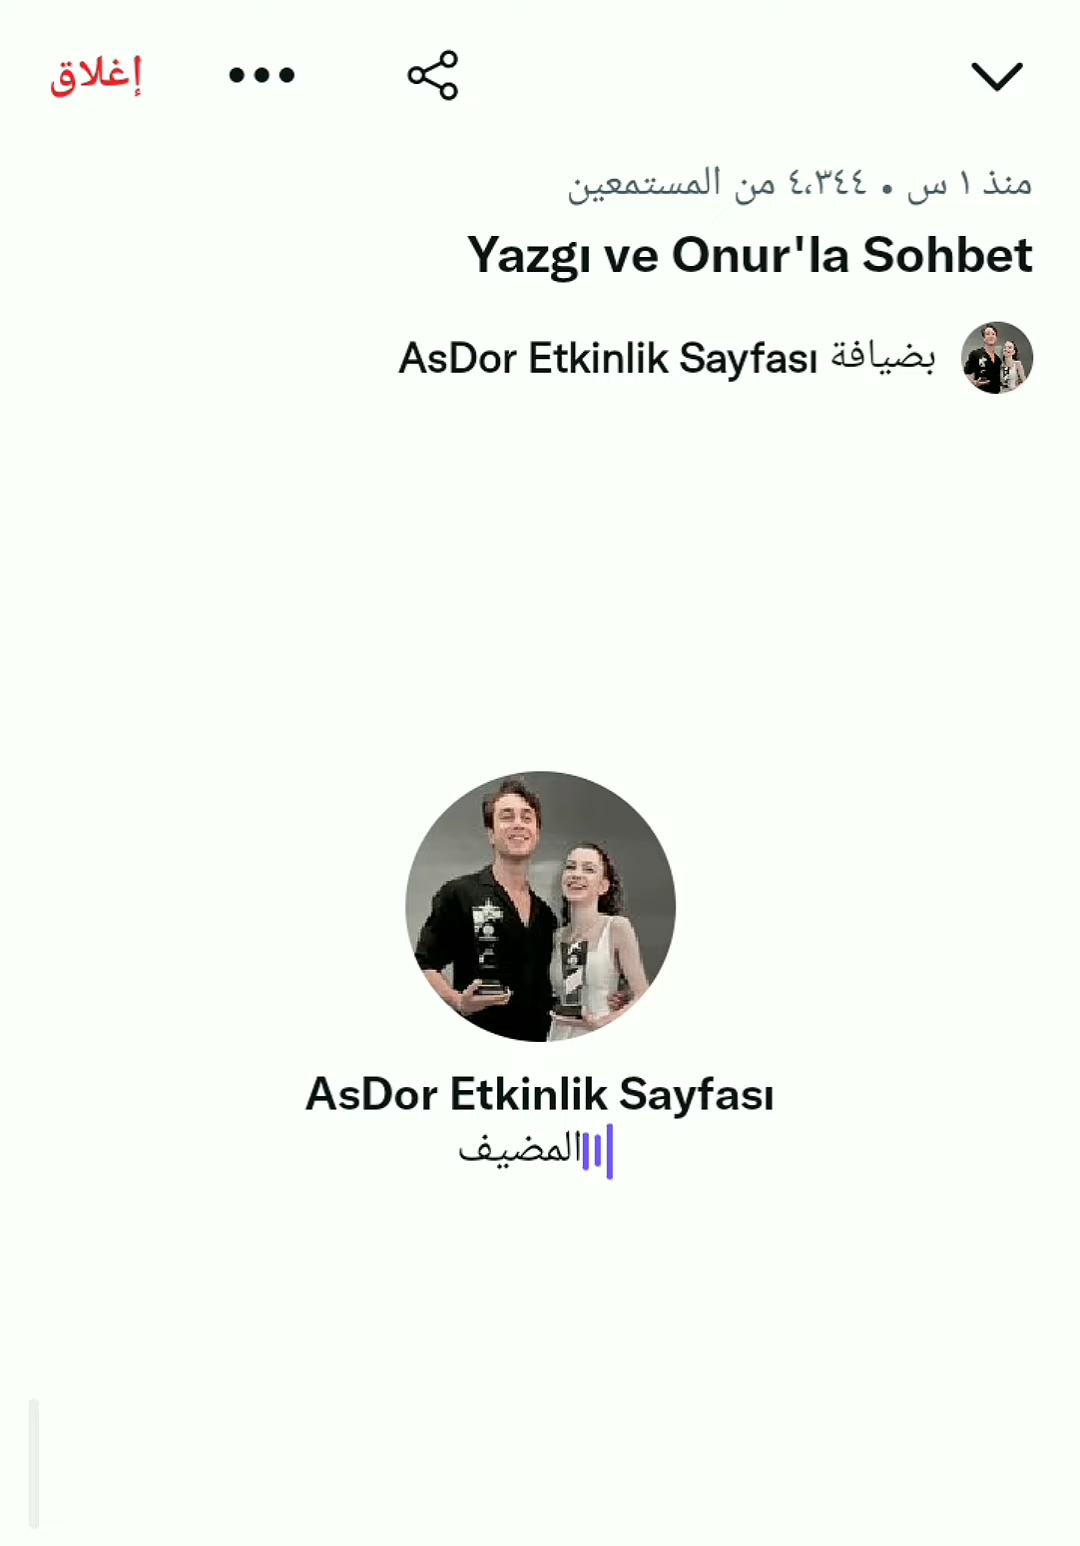 إغلاق
منذ ١ س • ٤،٣٤٤ من المستمعين
Yazgı ve Onur'la Sohbet
بضيافة AsDor Etkinlik Sayfası
AsDor Etkinlik Sayfası
المضيف